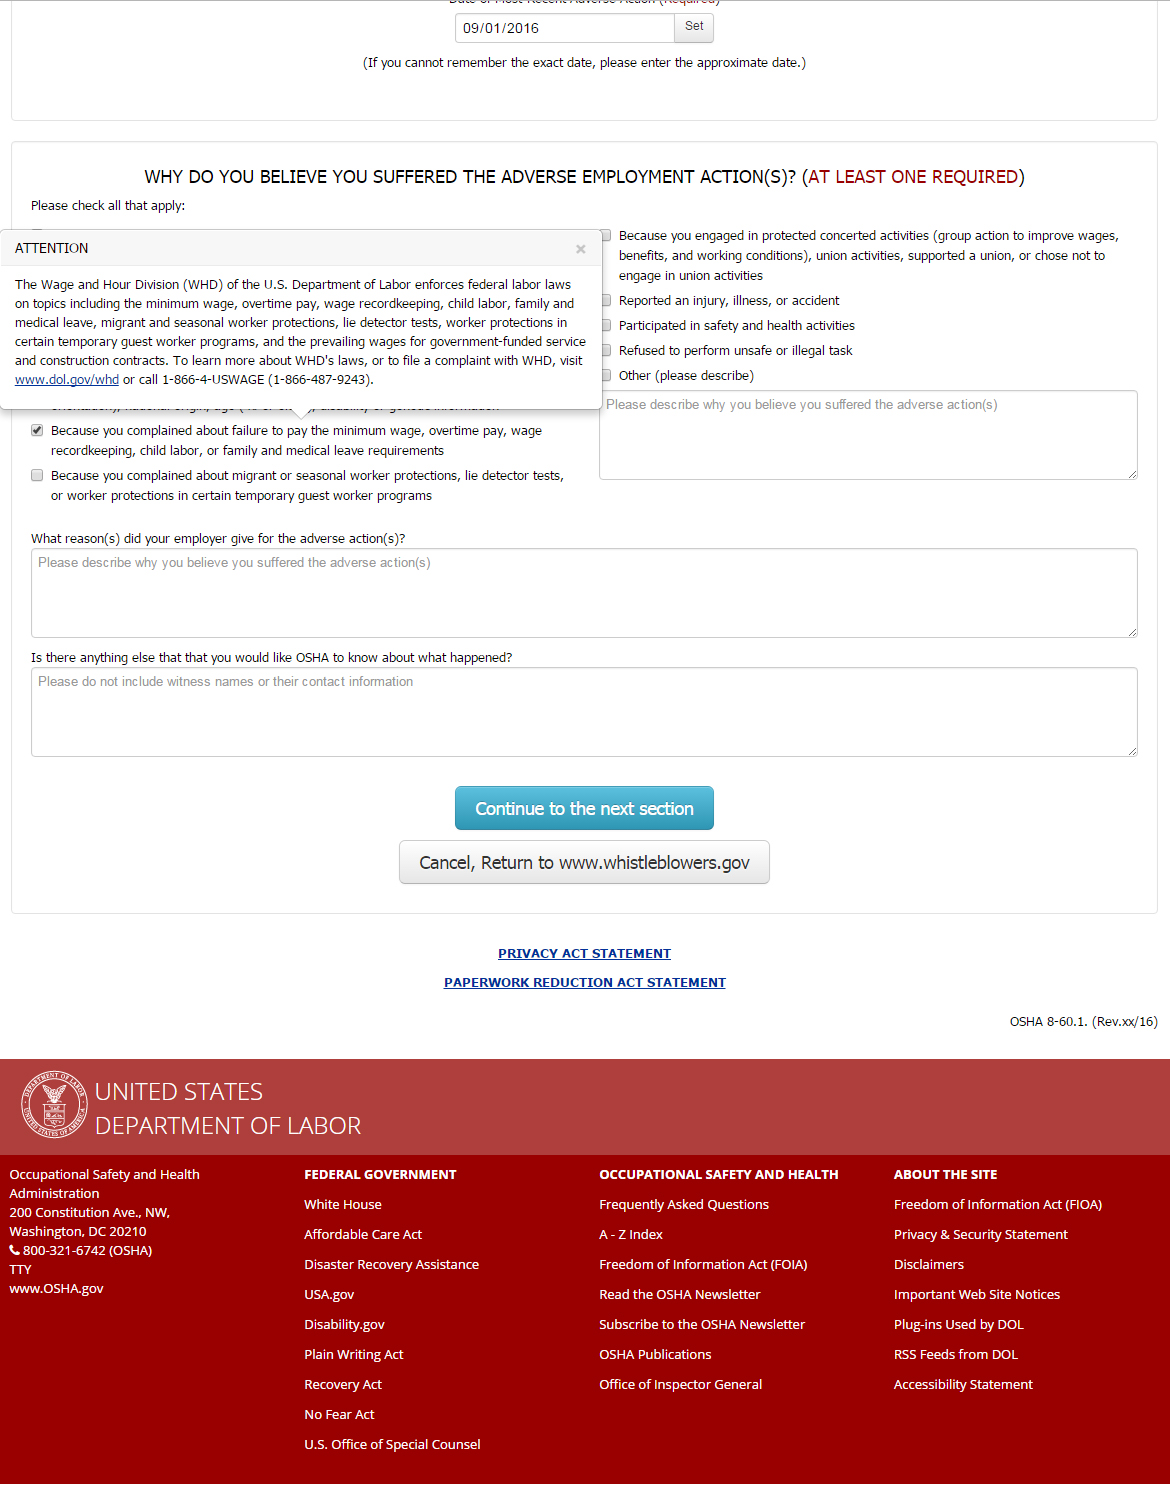 Date of Most Recent Adverse Action (Required)
09/01/2016
Set
(If you cannot remember the exact date, please enter the approximate date.)
WHY DO YOU BELIEVE YOU SUFFERED THE ADVERSE EMPLOYMENT ACTION(S)? (AT LEAST ONE REQUIRED)
Please check all that apply:
ATTENTION
×
The Wage and Hour Division (WHD) of the U.S. Department of Labor enforces federal labor laws
on topics including the minimum wage, overtime pay, wage recordkeeping, child labor, family and
medical leave, migrant and seasonal worker protections, lie detector tests, worker protections in
certain temporary guest worker programs, and the prevailing wages for government-funded service
and construction contracts. To learn more about WHD's laws, or to file a complaint with WHD, visit
www.dol.gov/whd or call 1-866-4-USWAGE (1-866-487-9243).
Because you complained about failure to pay the minimum wage, overtime pay, wage
recordkeeping, child labor, or family and medical leave requirements
Because you complained about migrant or seasonal worker protections, lie detector tests,
or worker protections in certain temporary guest worker programs
Because you engaged in protected concerted activities (group action to improve wages,
benefits, and working conditions), union activities, supported a union, or chose not to
engage in union activities
Reported an injury, illness, or accident
Participated in safety and health activities
Refused to perform unsafe or illegal task
Other (please describe)
Please describe why you believe you suffered the adverse action(s)
What reason(s) did your employer give for the adverse action(s)?
Please describe why you believe you suffered the adverse action(s)
Is there anything else that that you would like OSHA to know about what happened?
Please do not include witness names or their contact information
Continue to the next section
Cancel, Return to www.whistleblowers.gov
PRIVACY ACT STATEMENT
PAPERWORK REDUCTION ACT STATEMENT
OSHA 8-60.1. (Rev.xx/16)
UNITED STATES
DEPARTMENT OF LABOR
Occupational Safety and Health
Administration
200 Constitution Ave., NW,
Washington, DC 20210
800-321-6742 (OSHA)
TTY
www.OSHA.gov
FEDERAL GOVERNMENT
White House
Affordable Care Act
Disaster Recovery Assistance
USA.gov
Disability.gov
Plain Writing Act
Recovery Act
No Fear Act
U.S. Office of Special Counsel
OCCUPATIONAL SAFETY AND HEALTH
Frequently Asked Questions
A - Z Index
Freedom of Information Act (FOIA)
Read the OSHA Newsletter
Subscribe to the OSHA Newsletter
OSHA Publications
Office of Inspector General
ABOUT THE SITE
Freedom of Information Act (FIOA)
Privacy & Security Statement
Disclaimers
Important Web Site Notices
Plug-ins Used by DOL
RSS Feeds from DOL
Accessibility Statement